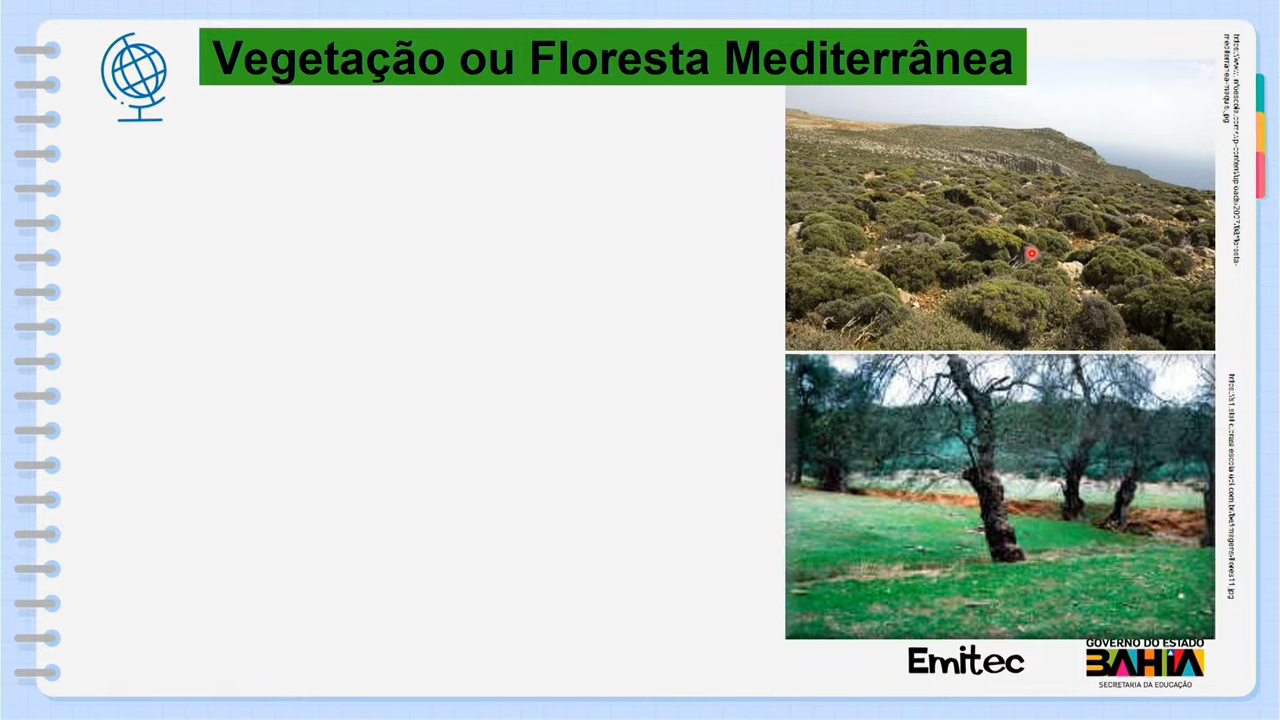 Vegetação ou Floresta Mediterrânea
Emitec
GOVERNO DO ESTADO
BAHIA
SECRETARIA DA EDUCAÇÃO